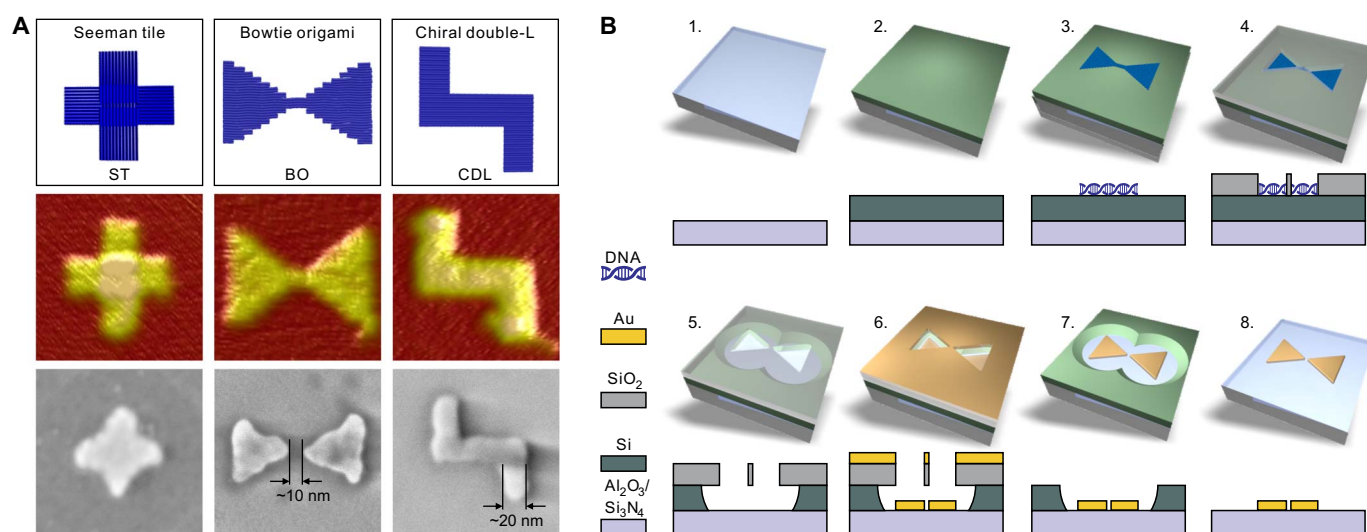 A
Seeman tile
ST
Bowtie origami
BO
Chiral double-L
CDL
~10 nm
~20 nm
B
1.
2.
3.
4.
DNA
Au
SiO₂
Si
Al₂O₃/
Si₃N₄
5.
6.
7.
8.